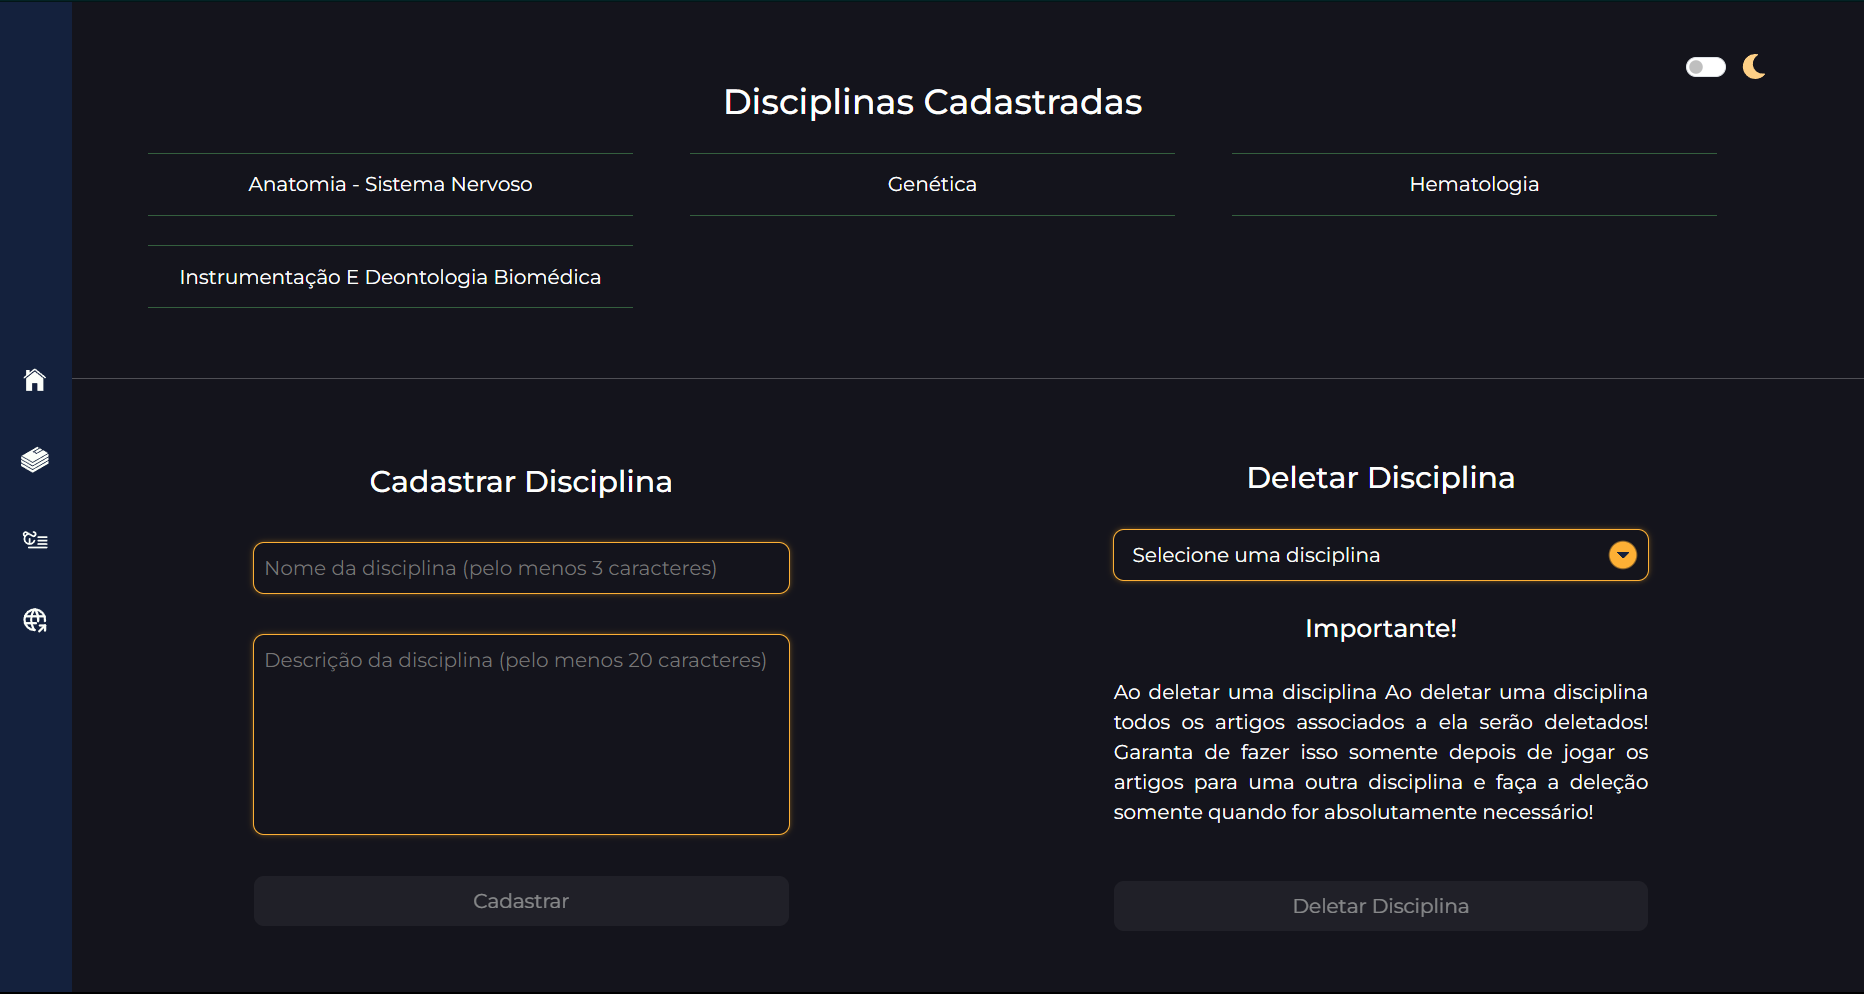 Disciplinas Cadastradas
Anatomia - Sistema Nervoso
Genética
Hematologia
Instrumentação E Deontologia Biomédica
Cadastrar Disciplina
Nome da disciplina (pelo menos 3 caracteres)
Descrição da disciplina (pelo menos 20 caracteres)
Cadastrar
Deletar Disciplina
Selecione uma disciplina
Importante!
Ao deletar uma disciplina Ao deletar uma disciplina
todos os artigos associados a ela serão deletados!
Garanta de fazer isso somente depois de jogar os
artigos para uma outra disciplina e faça a deleção
somente quando for absolutamente necessário!
Deletar Disciplina